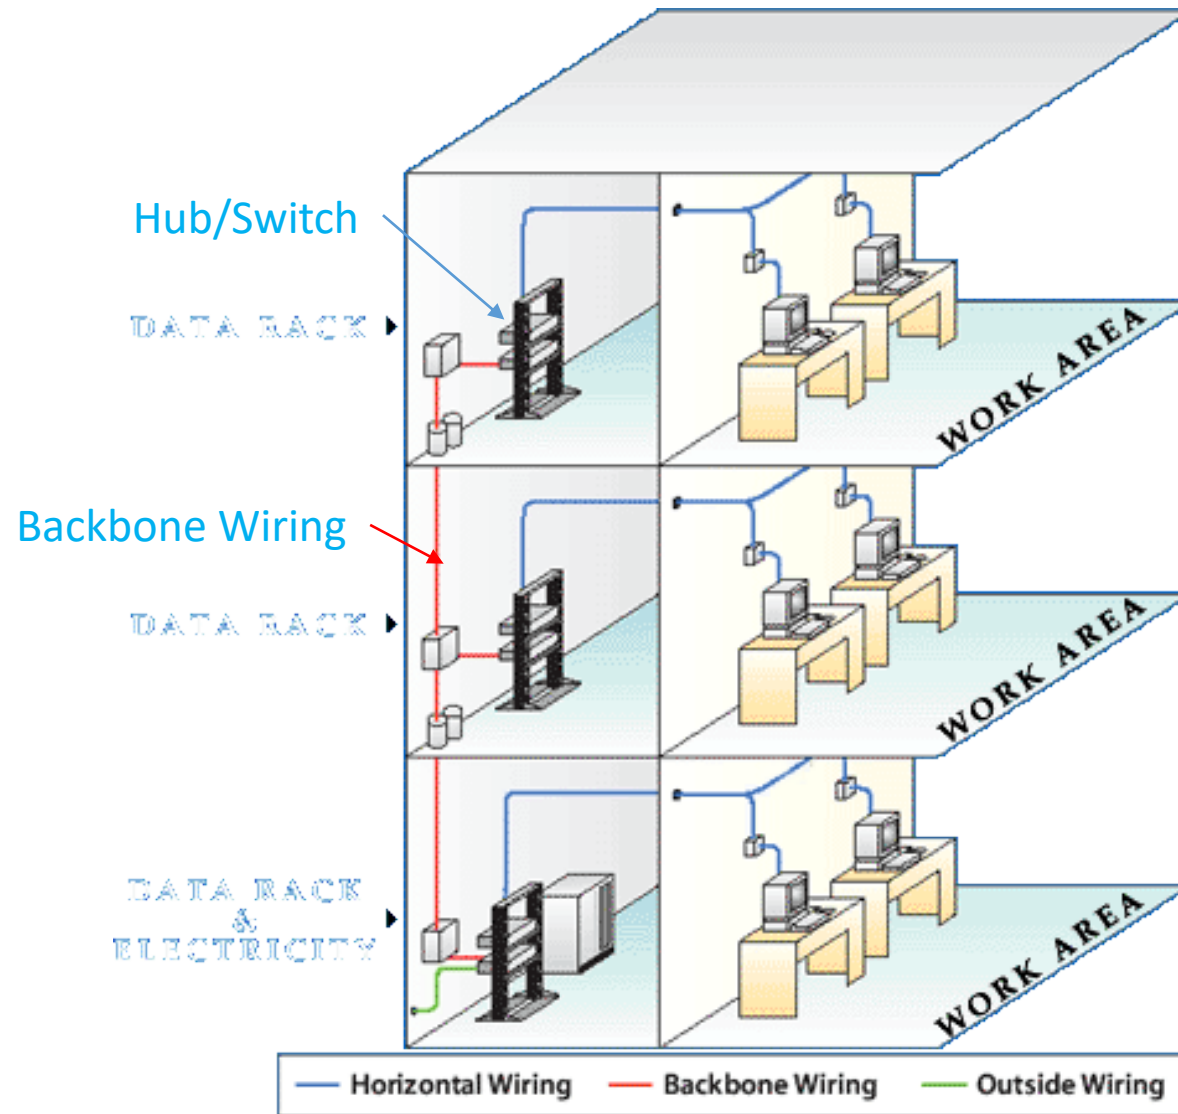 Hub/Switch
DATA RACK
WORK AREA
Backbone Wiring
DATA RACK
WORK AREA
DATA RACK
&
ELECTRICITY
WORK AREA
Horizontal Wiring Backbone Wiring Outside Wiring